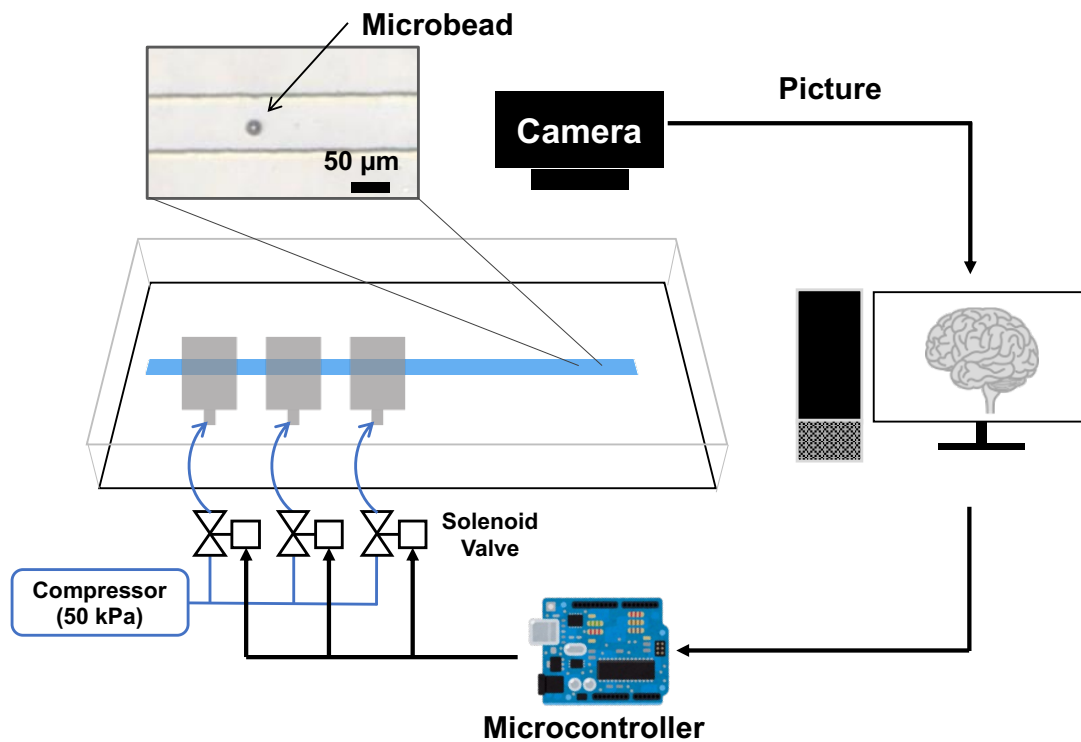 Microbead
50 µm
Camera
Picture
Solenoid
Valve
Compressor
(50 kPa)
Microcontroller